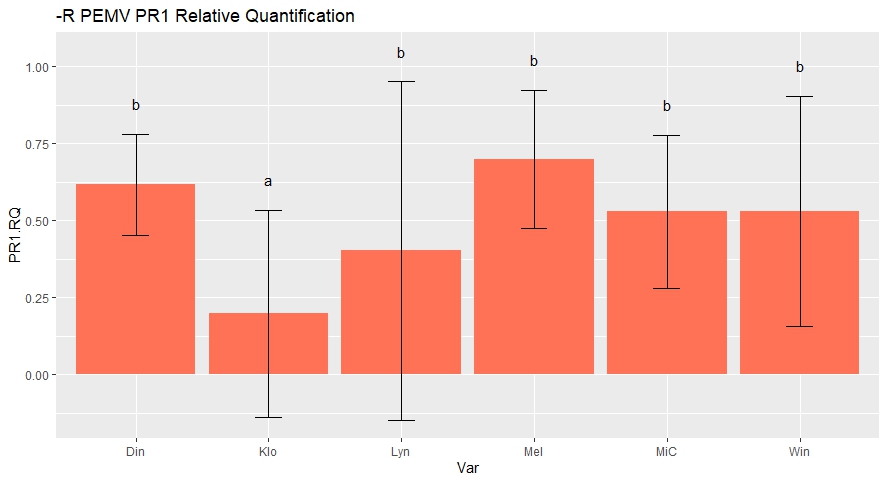 -R PEMV PR1 Relative Quantification
PR1.RQ
1.00
0.75
0.50
0.25
0.00
b
a
b
b
b
b
Din
Klo
Lyn
Mel
MiC
Win
Var